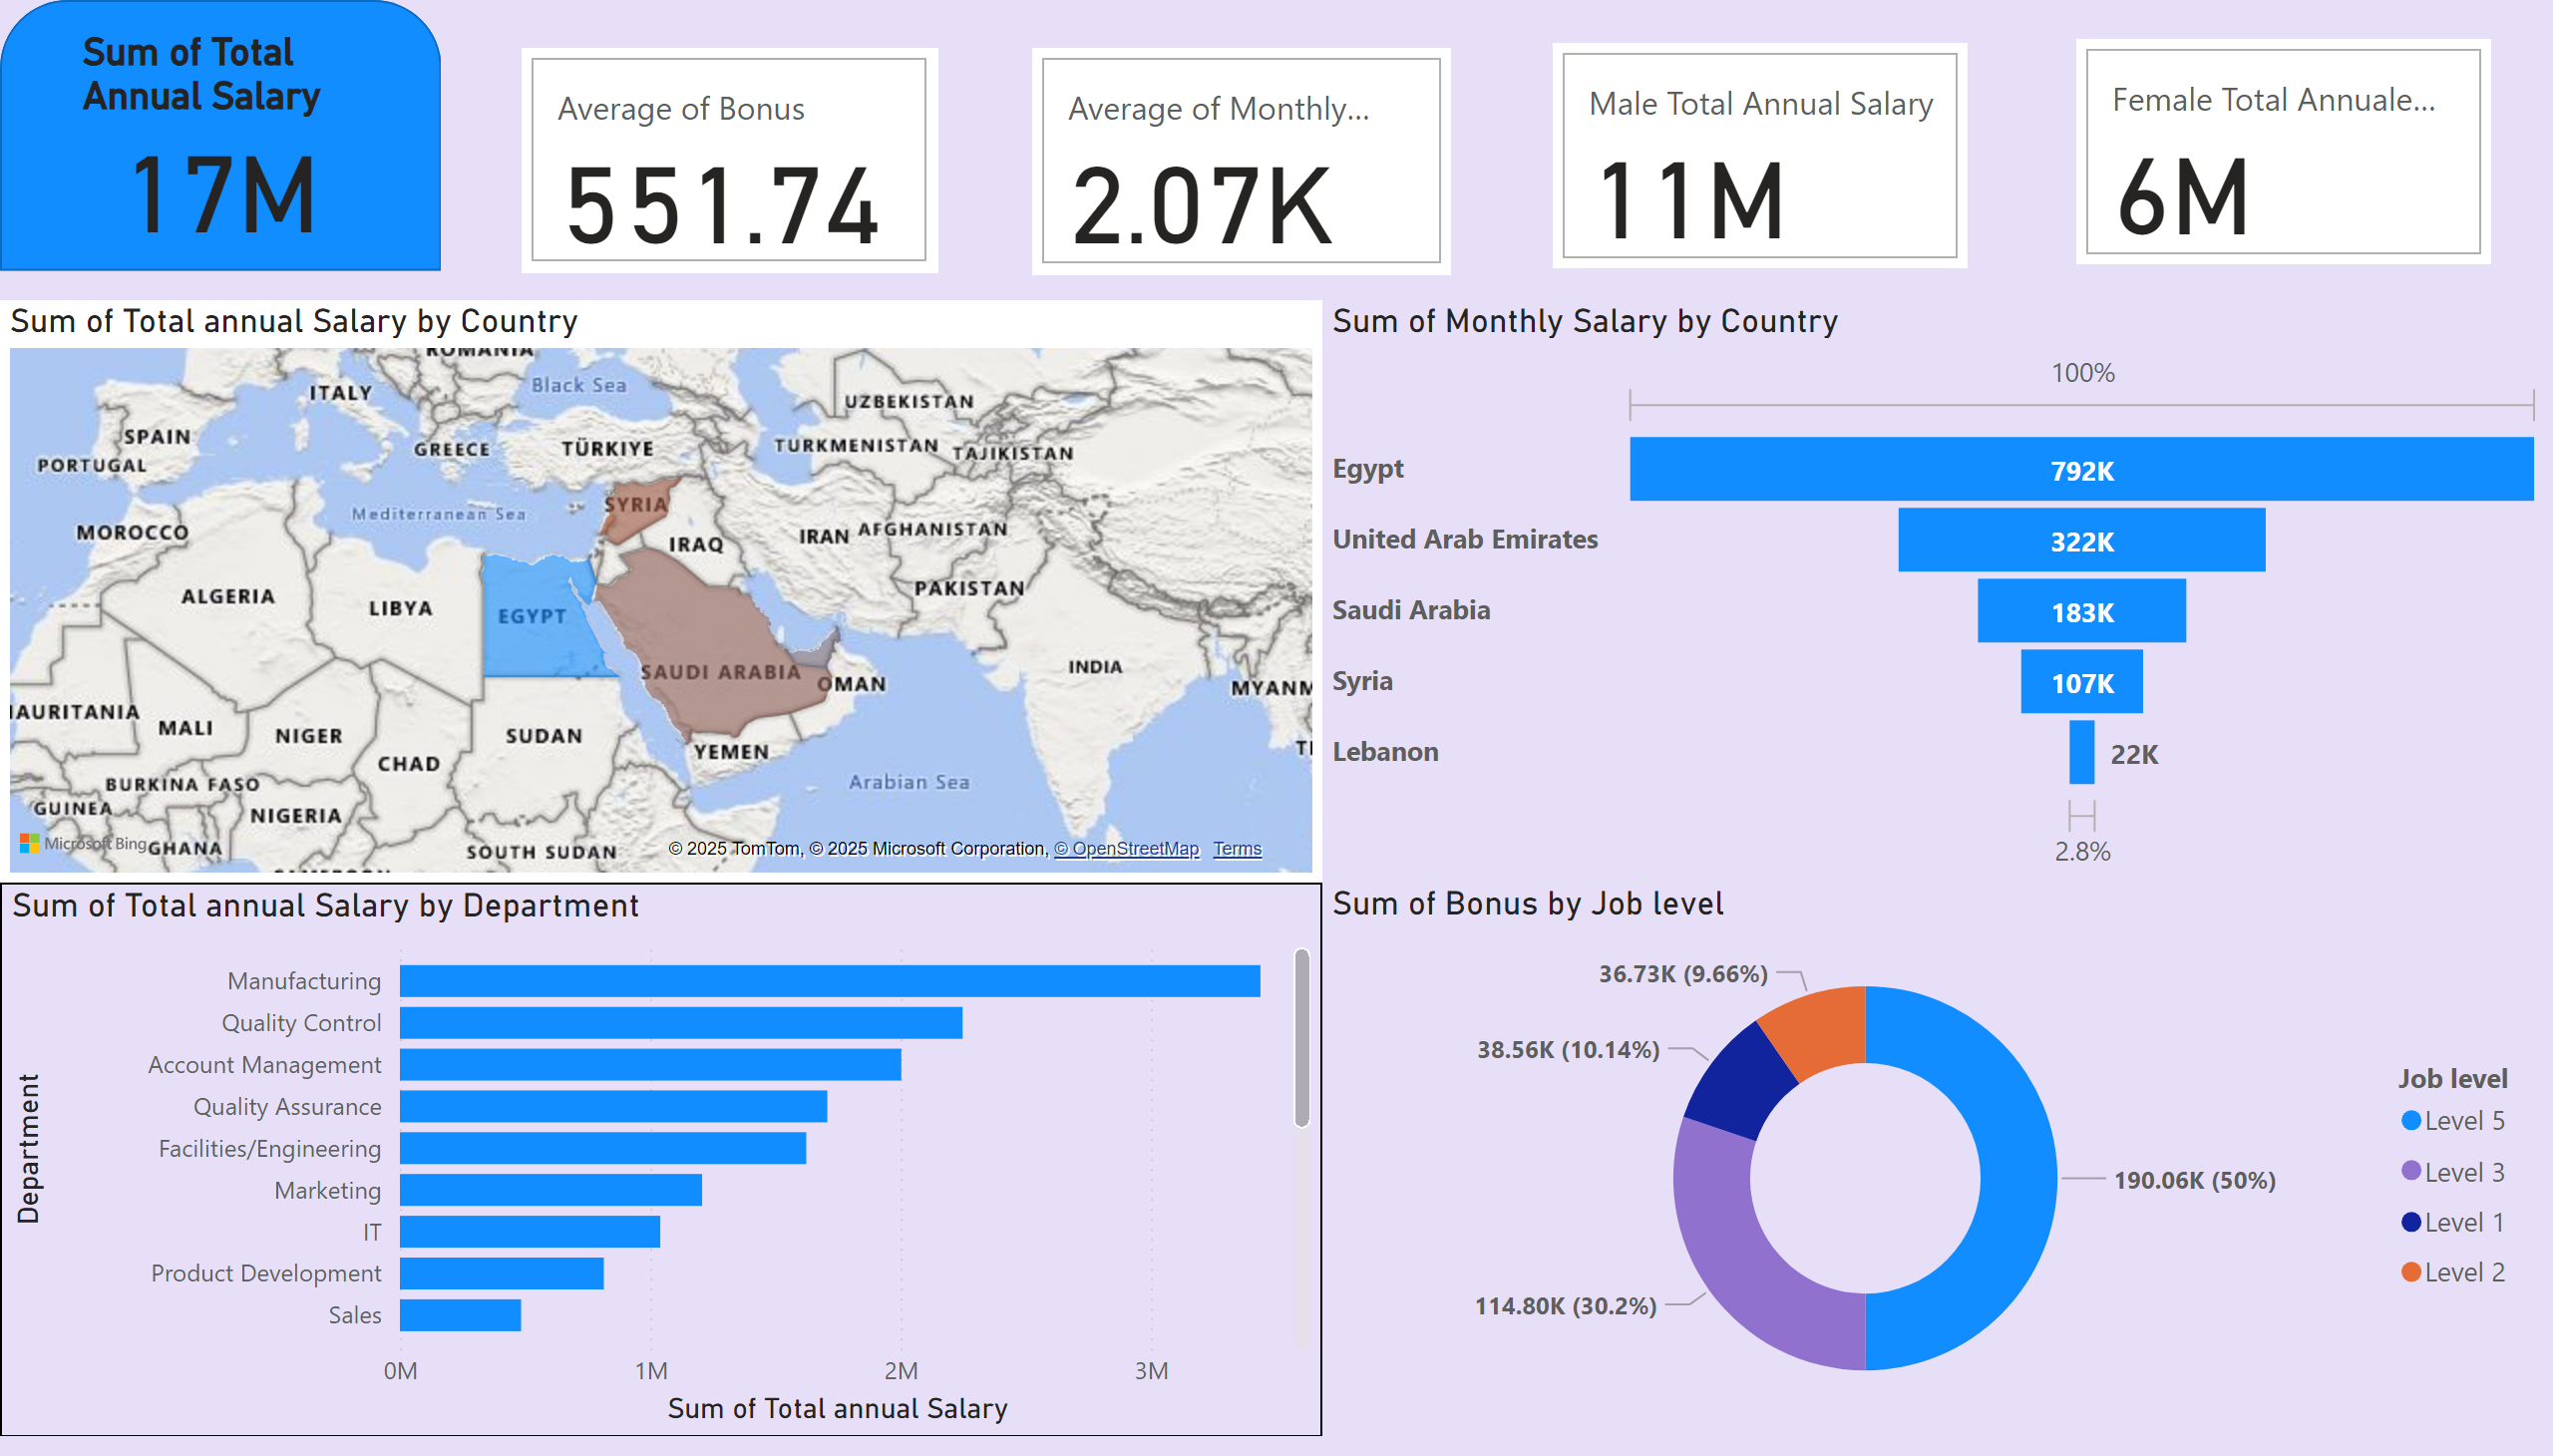 Sum of Total
Annual Salary
17M
Average of Bonus
551.74
Average of Monthly...
2.07K
Male Total Annual Salary
11M
Female Total Annuale...
6M
Sum of Total annual Salary by Country
ROMANIA
ITALY
Black Sea
UZBEKISTAN
SPAIN
GREECE
TÜRKIYE
TURKMENISTAN
TAJIKISTAN
PORTUGAL
SYRIA
Mediterranean Sea
MOROCCO
IRAQ
IRAN
AFGHANISTAN
ALGERIA
LIBYA
EGYPT
PAKISTAN
SAUDI ARABIA
OMAN
INDIA
MYANM
AURITANIA
MALI
NIGER
SUDAN
YEMEN
CHAD
BURKINA FASO
Arabian Sea
GUINEA
NIGERIA
Microsoft Bing
GHANA
SOUTH SUDAN
© 2025 TomTom, © 2025 Microsoft Corporation, © OpenStreetMap Terms
Sum of Monthly Salary by Country
100%
Egypt 792K
United Arab Emirates 322K
Saudi Arabia 183K
Syria 107K
Lebanon 22K
2.8%
Sum of Total annual Salary by Department
Department
Manufacturing
Quality Control
Account Management
Quality Assurance
Facilities/Engineering
Marketing
IT
Product Development
Sales
0M 1M 2M 3M
Sum of Total annual Salary
Sum of Bonus by Job level
36.73K (9.66%)
38.56K (10.14%)
190.06K (50%)
114.80K (30.2%)
Job level
Level 5
Level 3
Level 1
Level 2